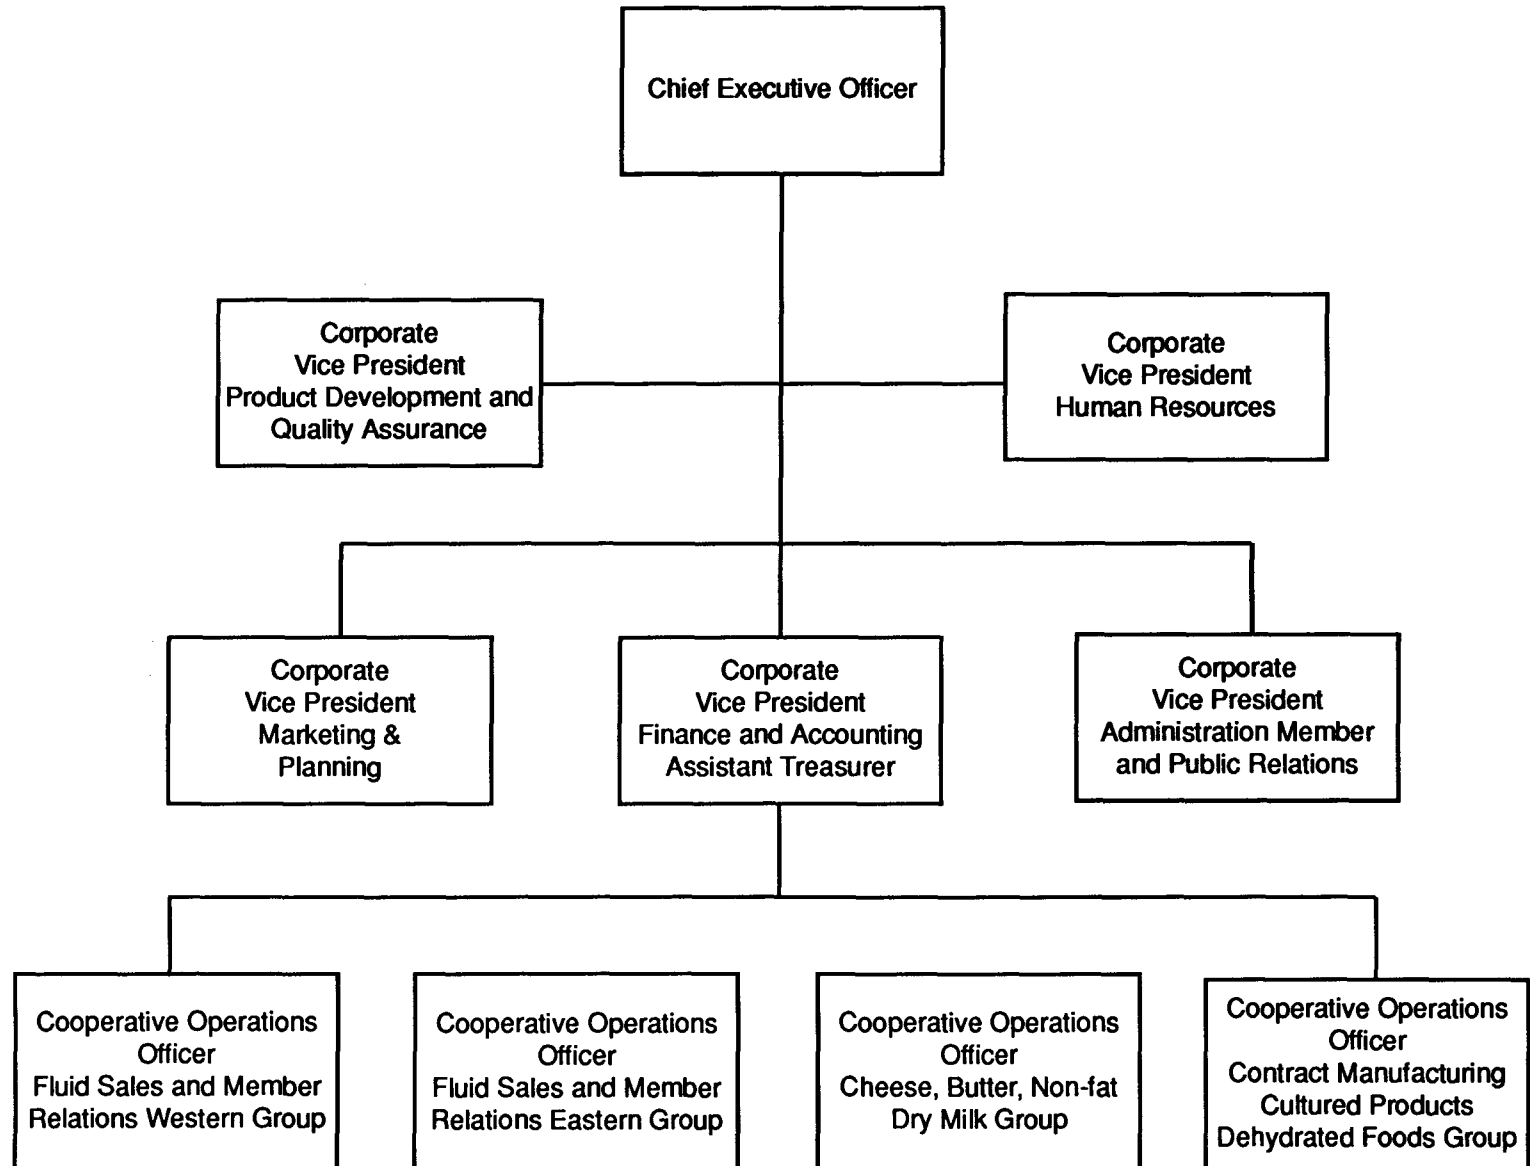 Chief Executive Officer
Corporate
Vice President
Product Development and
Quality Assurance
Corporate
Vice President
Human Resources
Corporate
Vice President
Marketing &
Planning
Corporate
Vice President
Finance and Accounting
Assistant Treasurer
Corporate
Vice President
Administration Member
and Public Relations
Cooperative Operations
Officer
Fluid Sales and Member
Relations Western Group
Cooperative Operations
Officer
Fluid Sales and Member
Relations Eastern Group
Cooperative Operations
Officer
Cheese, Butter, Non-fat
Dry Milk Group
Cooperative Operations
Officer
Contract Manufacturing
Cultured Products
Dehydrated Foods Group